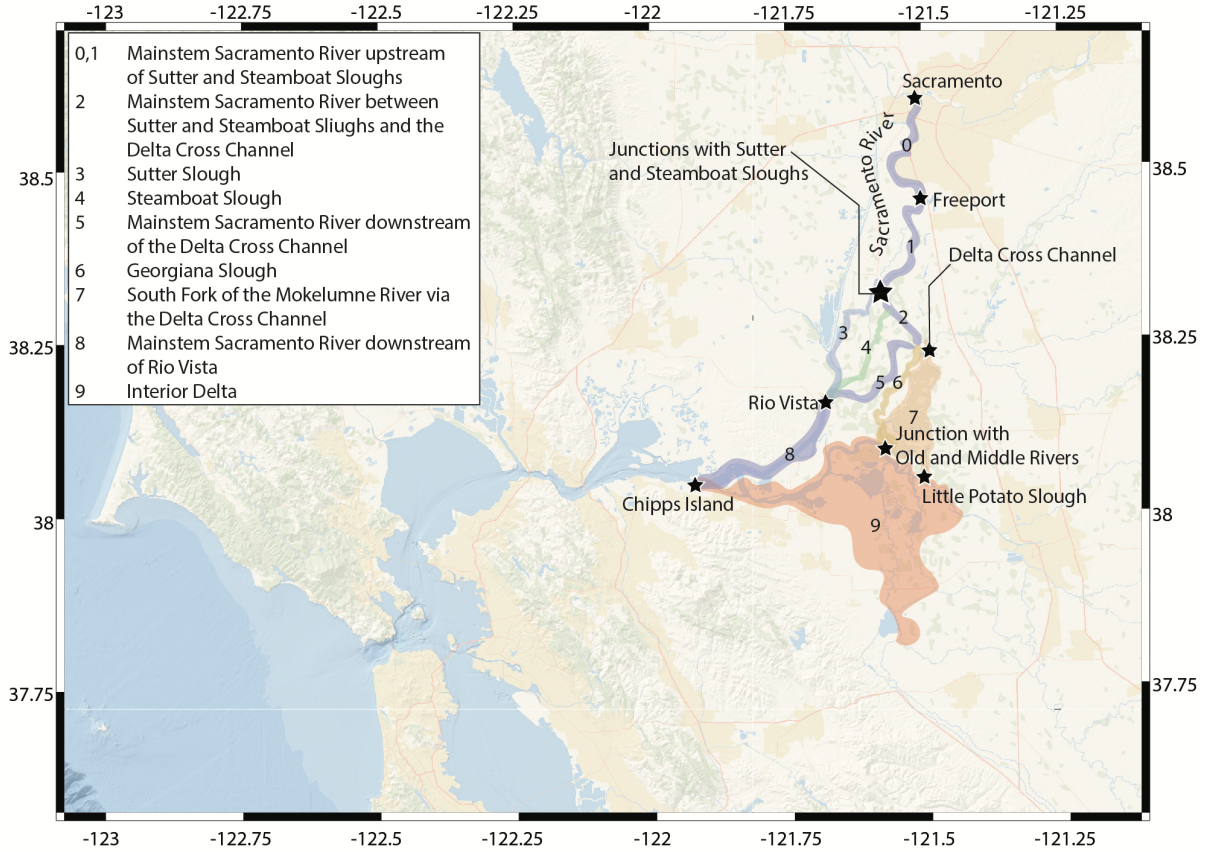 -123 -122.75 -122.5 -122.25 -122 -121.75 -121.5 -121.25
0,1 Mainstem Sacramento River upstream
of Sutter and Steamboat Sloughs
2 Mainstem Sacramento River between
Sutter and Steamboat Sliughs and the
Delta Cross Channel
3 Sutter Slough
4 Steamboat Slough
5 Mainstem Sacramento River downstream
of the Delta Cross Channel
6 Georgiana Slough
7 South Fork of the Mokelumne River via
the Delta Cross Channel
8 Mainstem Sacramento River downstream
of Rio Vista
9 Interior Delta
38.5
38.25
38
37.75
Sacramento
Sacramento River
0
Junctions with Sutter
and Steamboat Sloughs
Freeport
1
Delta Cross Channel
2
3
4
5
6
Rio Vista
7
Junction with
Old and Middle Rivers
8
Little Potato Slough
Chipps Island
9
38.5
38.25
38
37.75
-123 -122.75 -122.5 -122.25 -122 -121.75 -121.5 -121.25